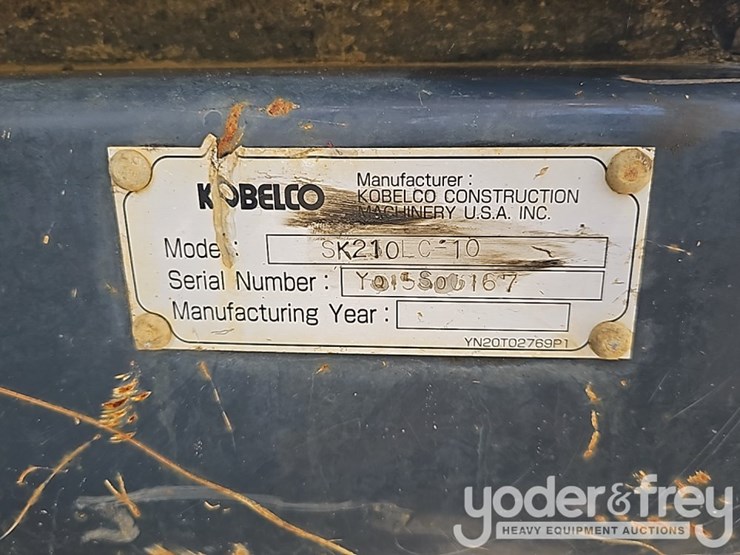 KOBELCO
Manufacturer :
KOBELCO CONSTRUCTION
MACHINERY U.S.A. INC.
Model : SK210LC-10
Serial Number :
Manufacturing Year :
YN20T02769P1
yoder&frey
HEAVY EQUIPMENT AUCTIONS